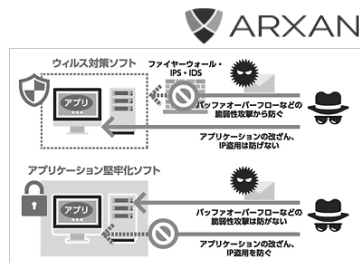 ARXAN
ウィルス対策ソフト
ファイヤーウォール・
IPS・IDS
アプリ
バッファオーバーフローなどの
脆弱性攻撃から防ぐ
アプリケーションの改ざん、
IP盗用は防げない
アプリケーション堅牢化ソフト
アプリ
バッファオーバーフローなどの
脆弱性攻撃は防がない
アプリケーションの改ざん、
IP盗用を防ぐ